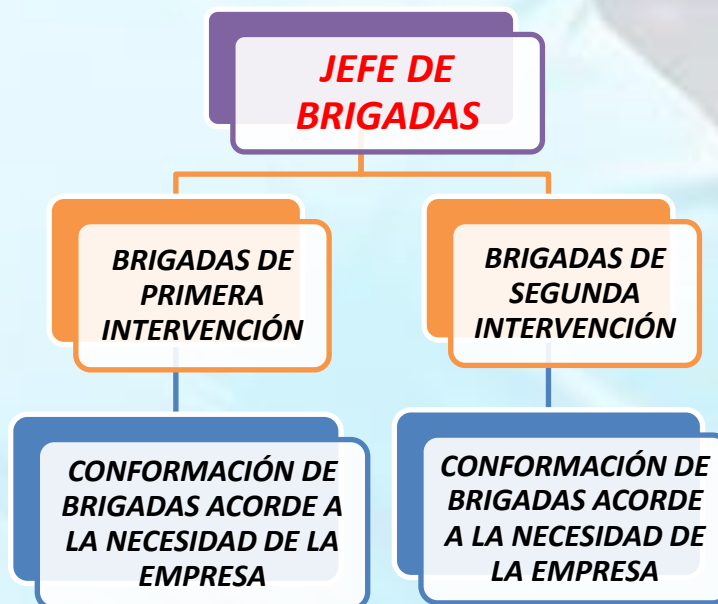 JEFE DE
BRIGADAS
BRIGADAS DE
PRIMERA
INTERVENCIÓN
BRIGADAS DE
SEGUNDA
INTERVENCIÓN
CONFORMACIÓN DE
BRIGADAS ACORDE A
LA NECESIDAD DE LA
EMPRESA
CONFORMACIÓN DE
BRIGADAS ACORDE
A LA NECESIDAD DE
LA EMPRESA